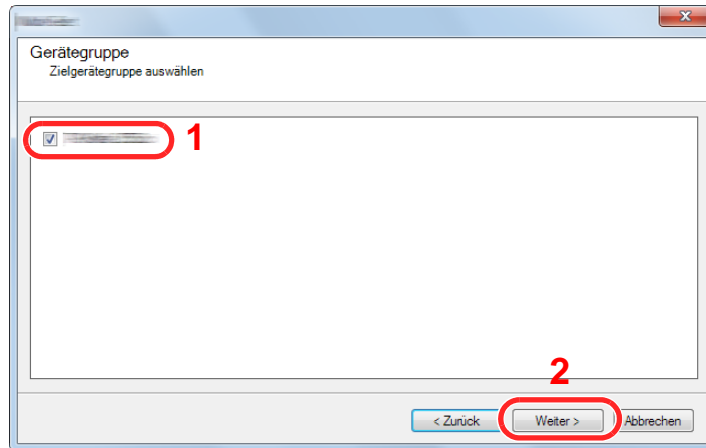 Gerätegruppe
Zielgerätegruppe auswählen
1
2
< Zurück Weiter > Abbrechen